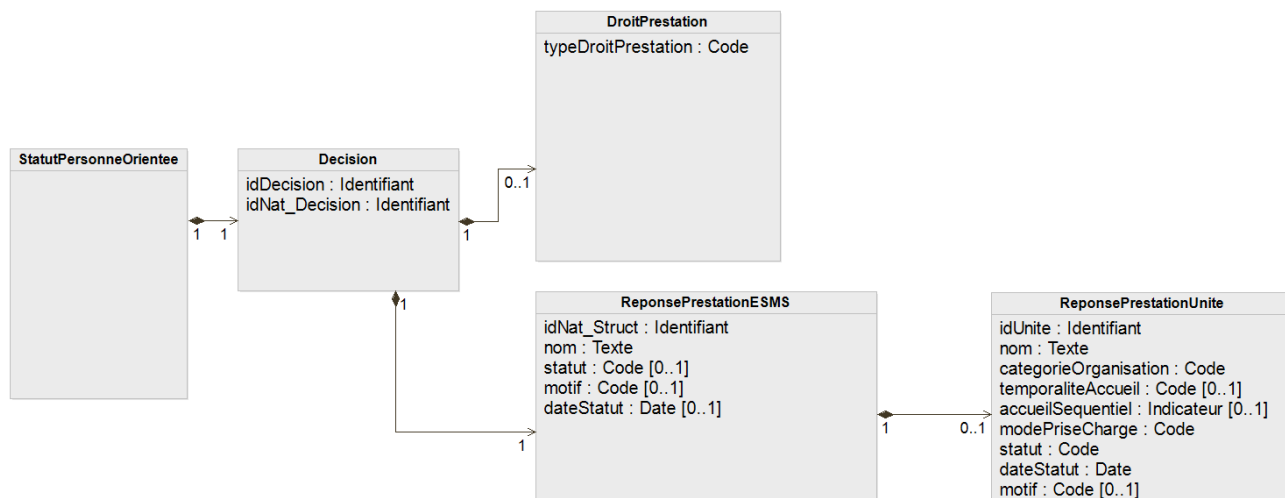 DroitPrestation
typeDroitPrestation : Code
0..1
StatutPersonneOrientee
1
1
Decision
idDecision : Identifiant
idNat_Decision : Identifiant
1
1
ReponsePrestationESMS
idNat_Struct : Identifiant
nom : Texte
statut : Code [0..1]
motif : Code [0..1]
dateStatut : Date [0..1]
1
1
0..1
ReponsePrestationUnite
idUnite : Identifiant
nom : Texte
categorieOrganisation : Code
temporaliteAccueil : Code [0..1]
accueilSequentiel : Indicateur [0..1]
modePriseCharge : Code
statut : Code
dateStatut : Date
motif : Code [0..1]